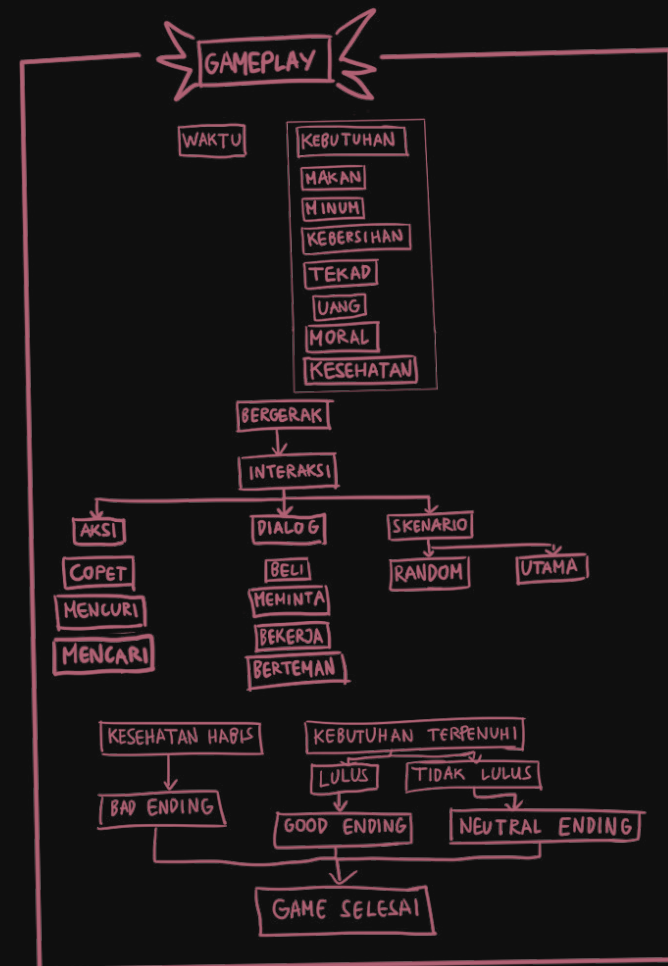 GAMEPLAY
WAKTU
KEBUTUHAN
MAKAN
MINUM
KEBERSIHAN
TEKAD
UANG
MORAL
KESEHATAN
BERGERAK
INTERAKSI
AKSI
DIALOG
SKENARIO
COPET
MENCURI
MENCARI
BELI
MEMINTA
BEKERJA
BERTEMAN
RANDOM
UTAMA
KESEHATAN HABIS
KEBUTUHAN TERPENUHI
LULUS
TIDAK LULUS
BAD ENDING
GOOD ENDING
NEUTRAL ENDING
GAME SELESAI